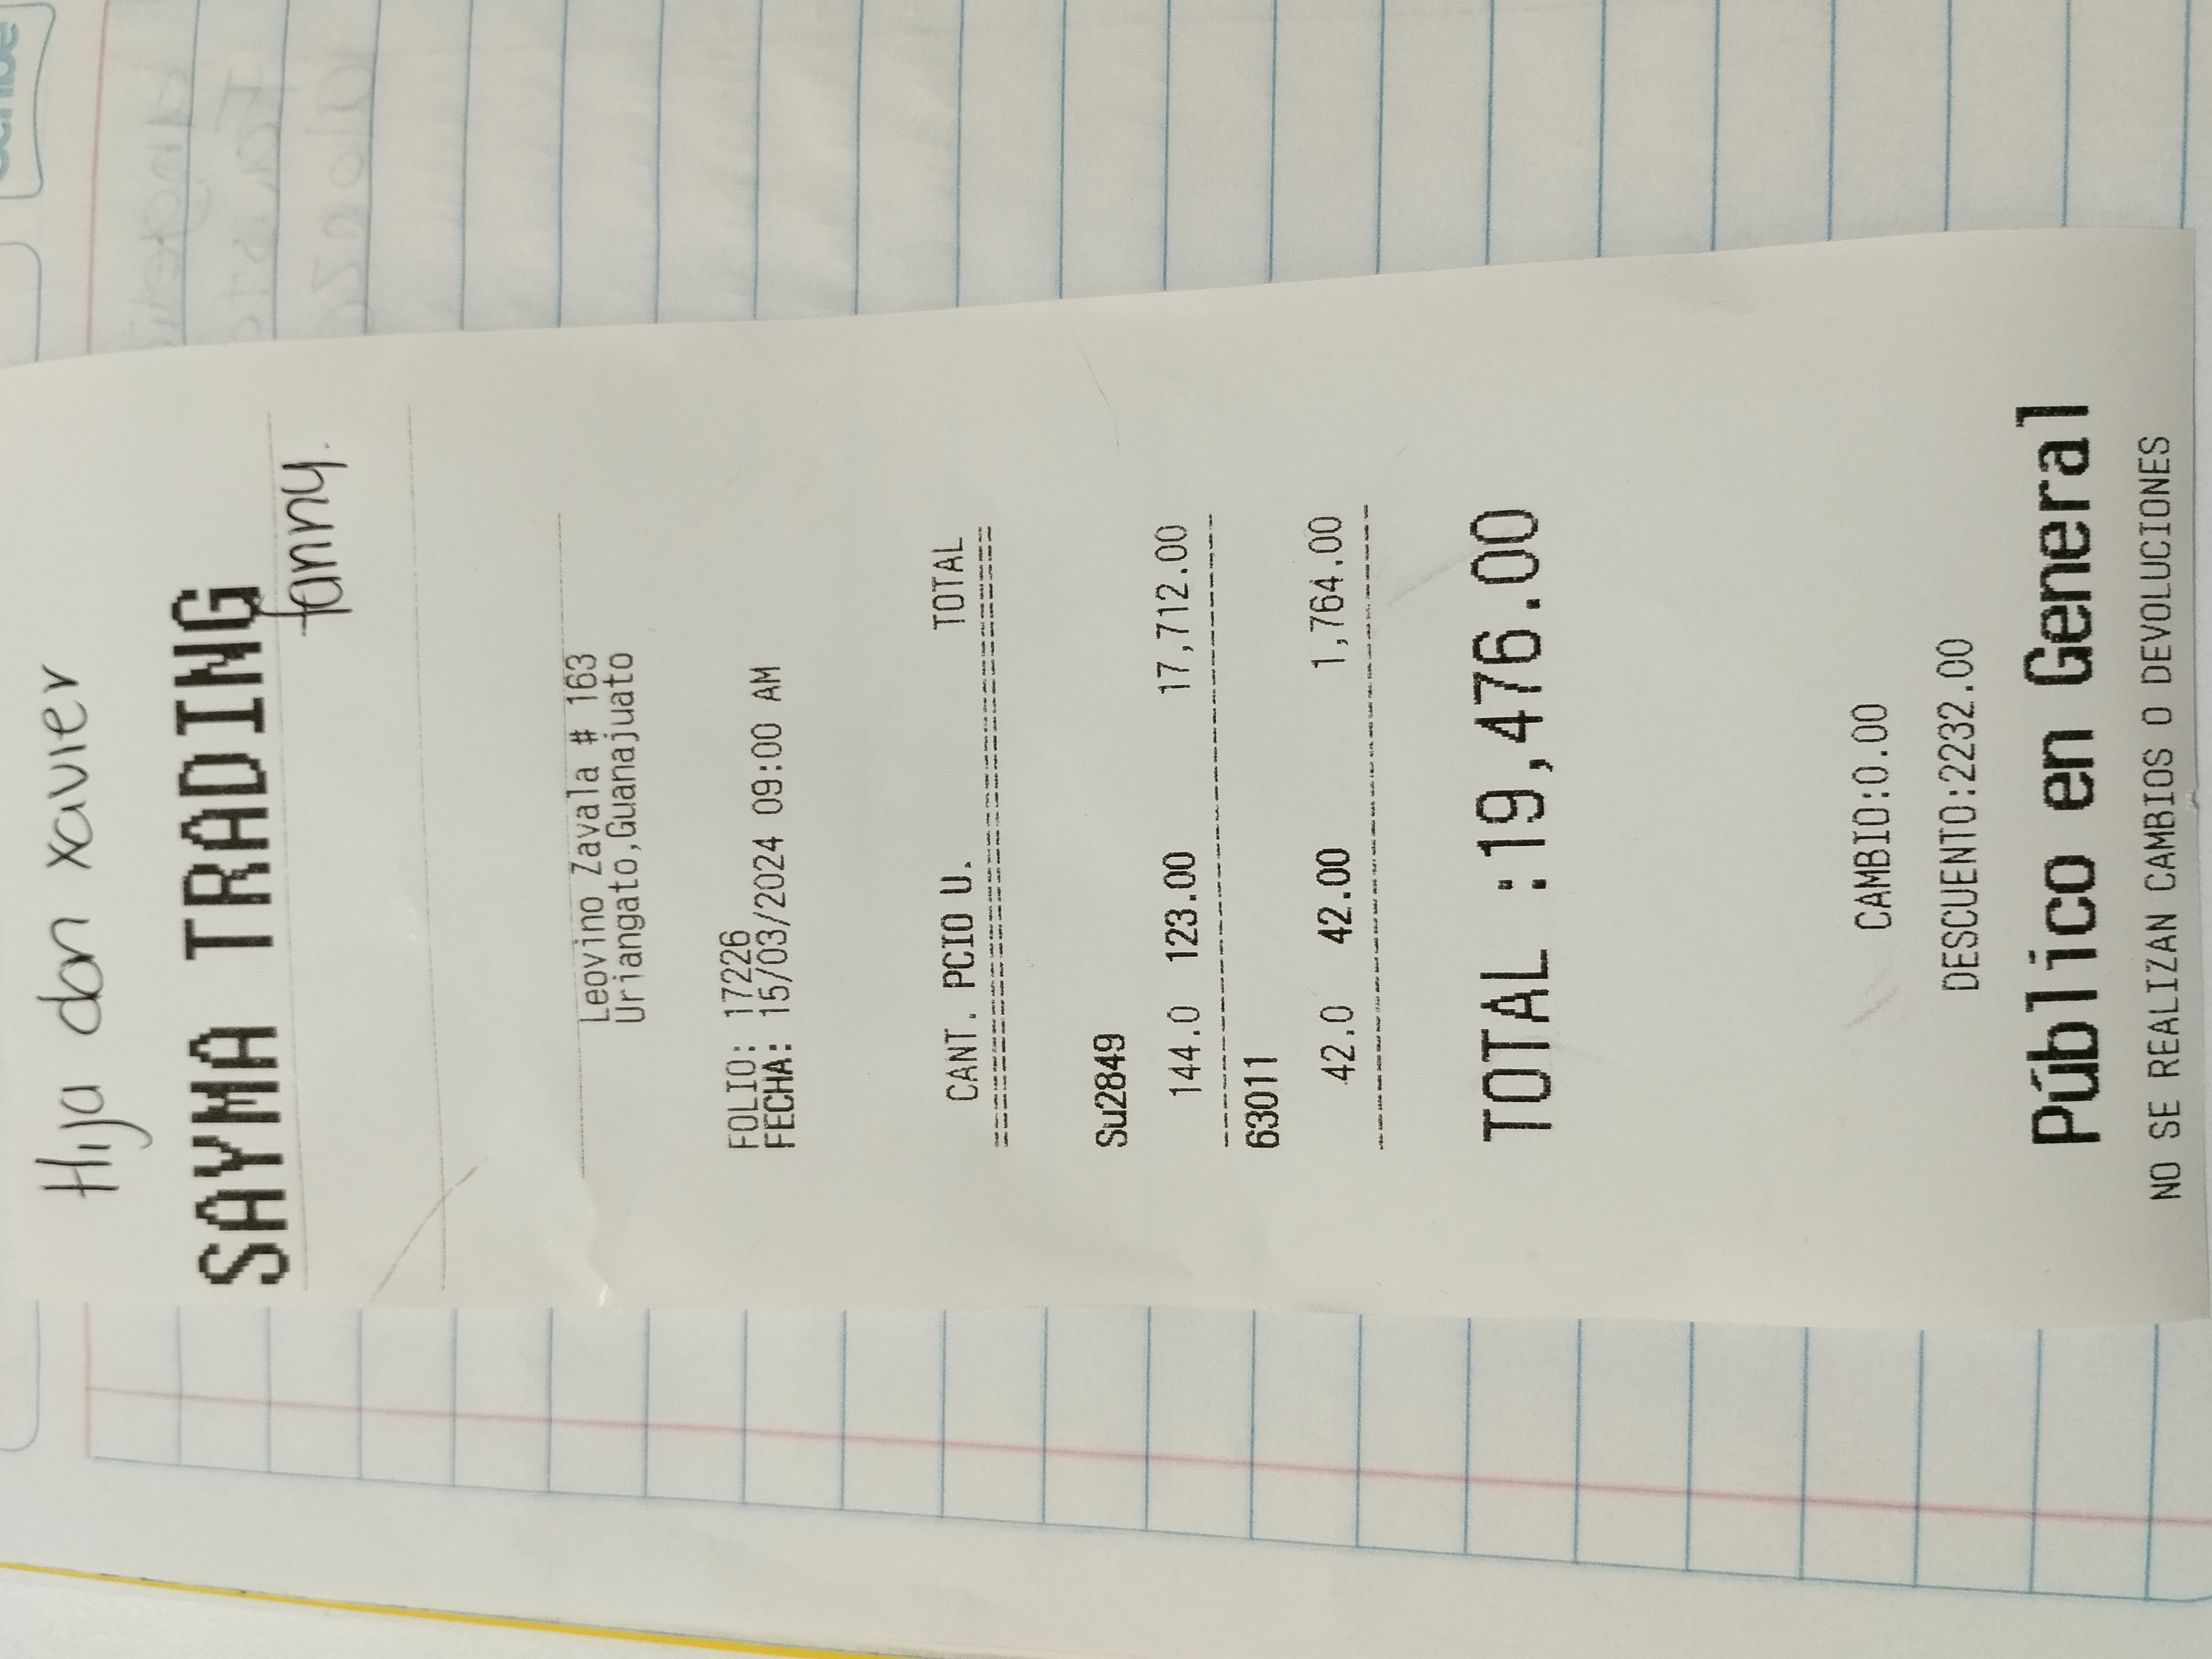 Hija don xavier
SAYMA TRADING
fanny.
Leovino Zavala # 163
Uriangato,Guanajuato
FOLIO: 17226
FECHA: 15/03/2024 09:00 AM
CANT. PCIO U. TOTAL
Su2849
144.0 123.00 17,712.00
63011
42.0 42.00 1,764.00
TOTAL :19,476.00
CAMBIO:0.00
DESCUENTO:2232.00
Público en General
NO SE REALIZAN CAMBIOS O DEVOLUCIONES